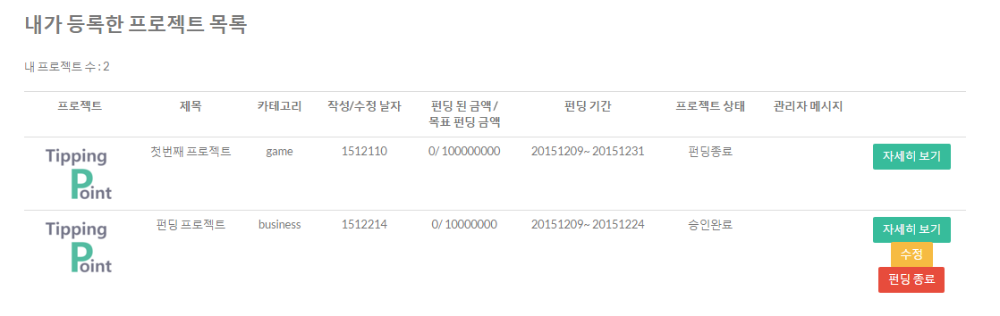 내가 등록한 프로젝트 목록
내 프로젝트 수 : 2
프로젝트 제목 카테고리 작성/수정 날자 펀딩 된 금액 / 펀딩 기간 프로젝트 상태 관리자 메시지
목표 펀딩 금액
Tipping Point 첫번째 프로젝트 game 1512110 0/ 100000000 20151209~ 20151231 펀딩종료 자세히 보기
Tipping Point 펀딩 프로젝트 business 1512214 0/ 10000000 20151209~ 20151224 승인완료 자세히 보기
수정
펀딩 종료